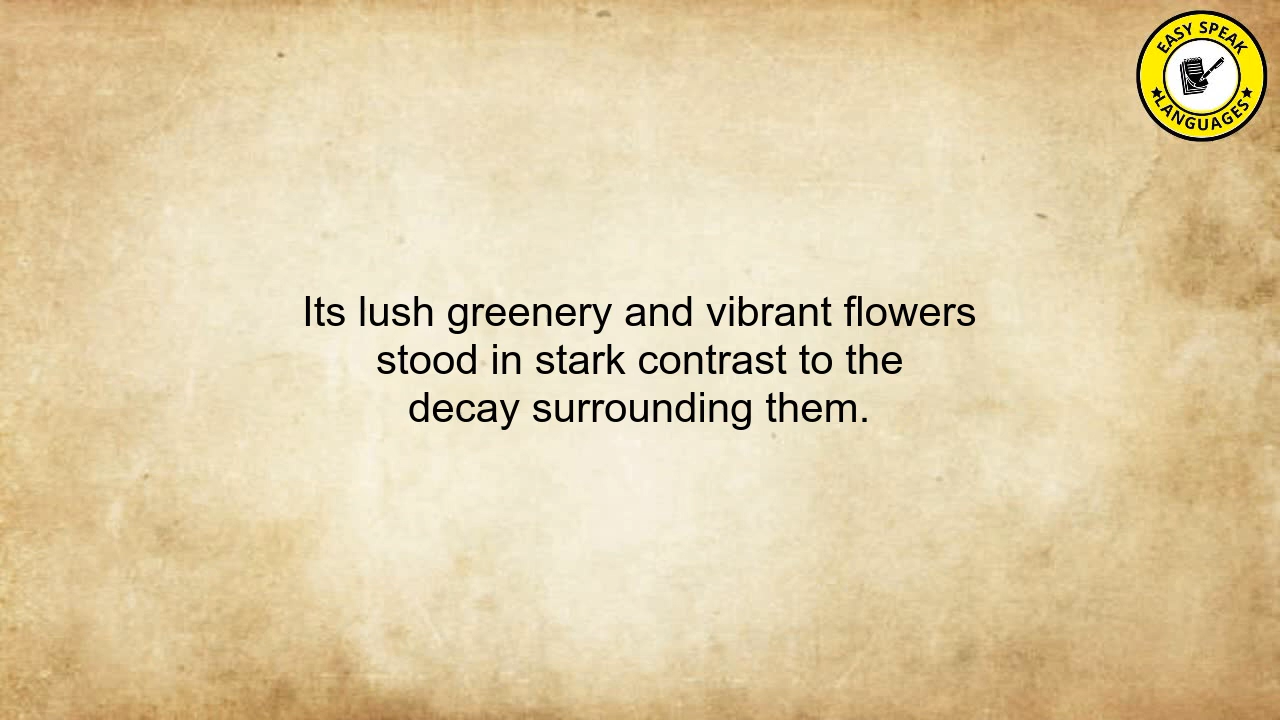 EASY SPEAK
LANGUAGES
Its lush greenery and vibrant flowers
stood in stark contrast to the
decay surrounding them.